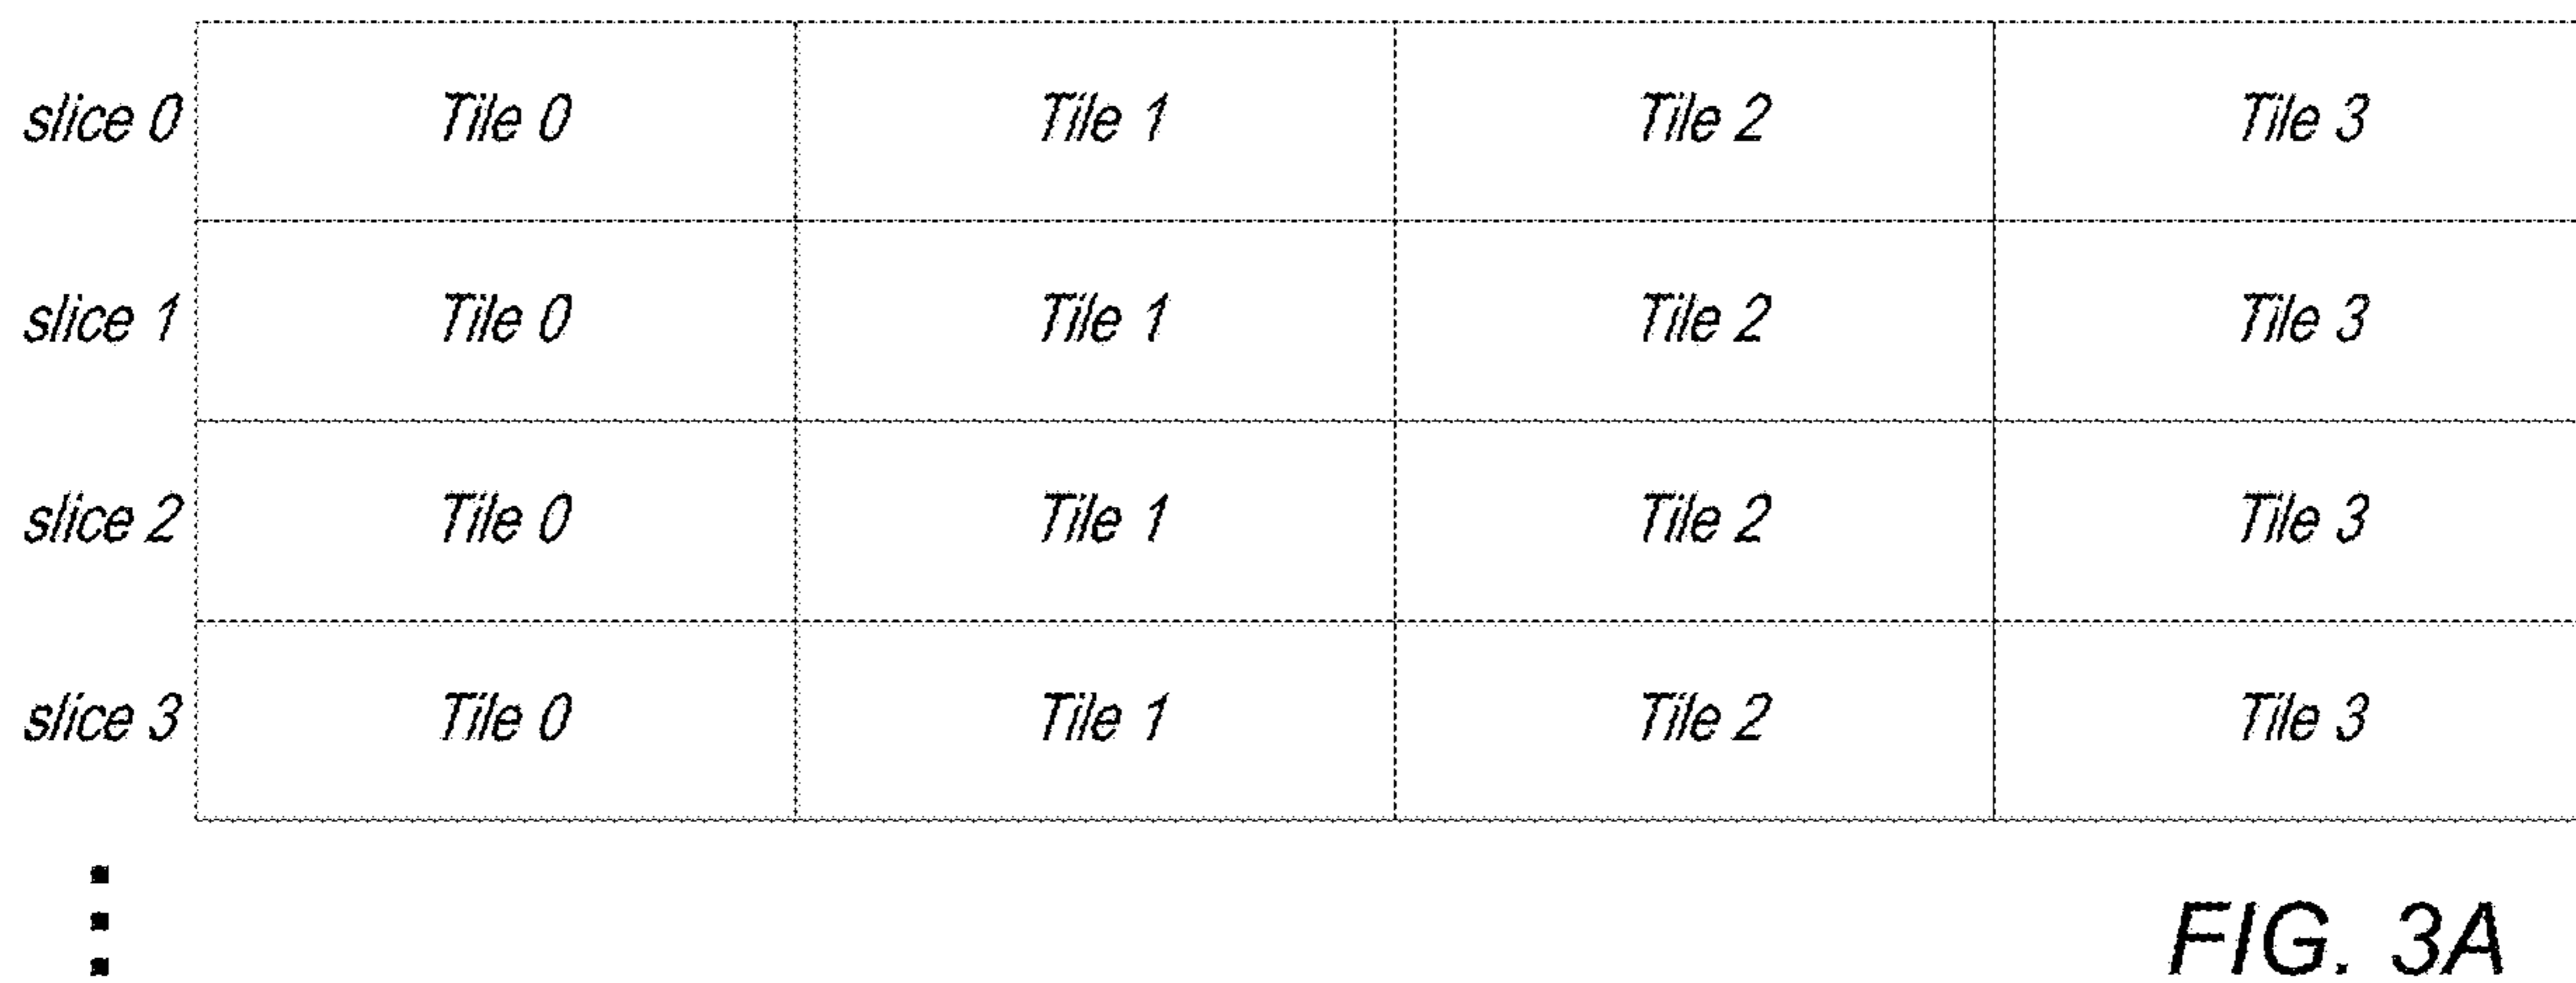 slice 0 Tile 0 Tile 1 Tile 2 Tile 3
slice 1 Tile 0 Tile 1 Tile 2 Tile 3
slice 2 Tile 0 Tile 1 Tile 2 Tile 3
slice 3 Tile 0 Tile 1 Tile 2 Tile 3
FIG. 3A